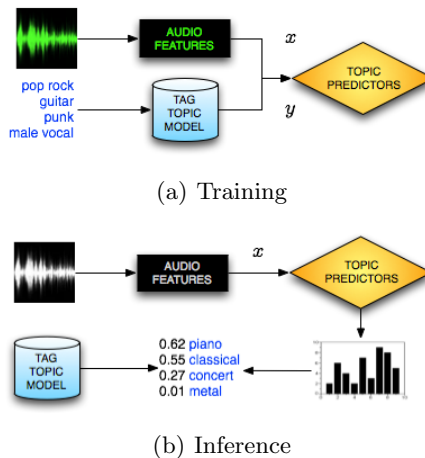 AUDIO
FEATURES
x
pop rock
guitar
punk
male vocal
TAG
TOPIC
MODEL
y
TOPIC
PREDICTORS
(a) Training
AUDIO
FEATURES
x
TOPIC
PREDICTORS
TAG
TOPIC
MODEL
0.62 piano
0.55 classical
0.27 concert
0.01 metal
(b) Inference